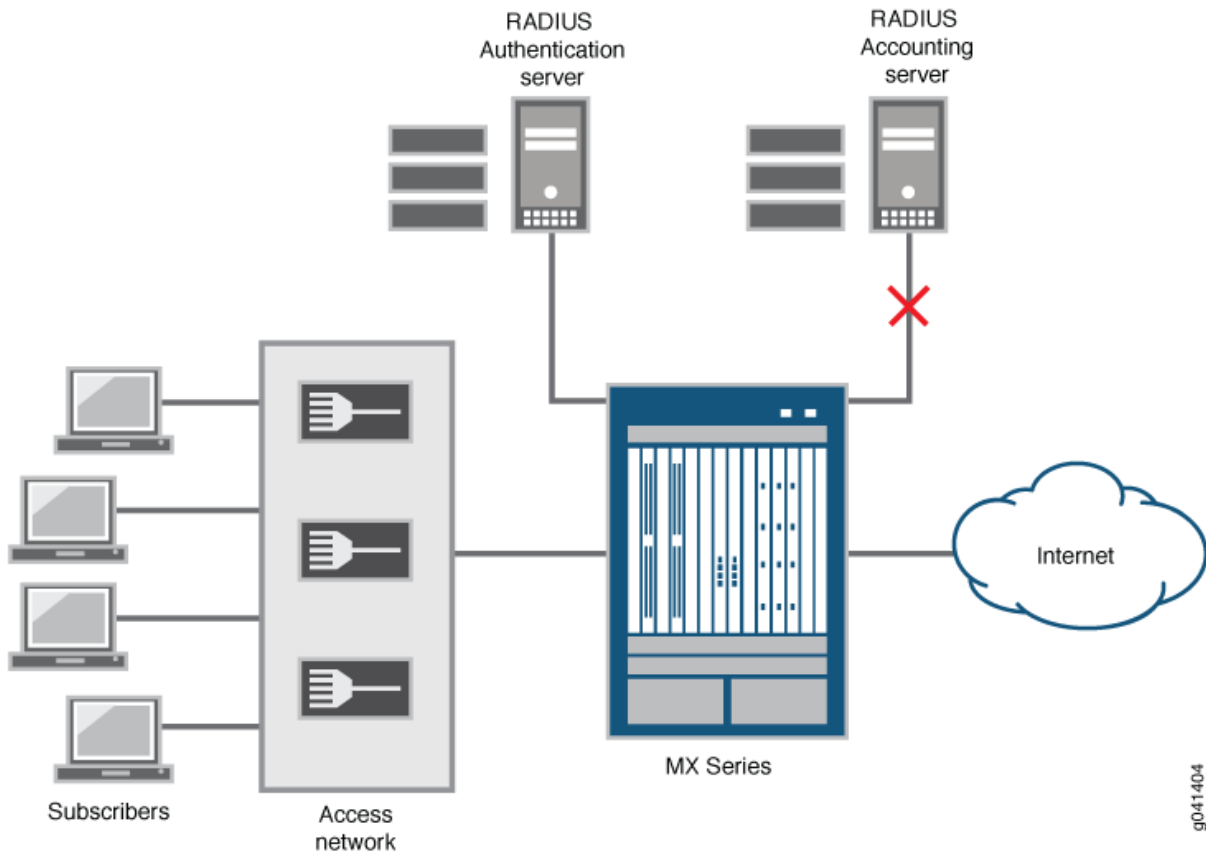 RADIUS
Authentication
server
RADIUS
Accounting
server
Internet
MX Series
Subscribers
Access
network
g041404